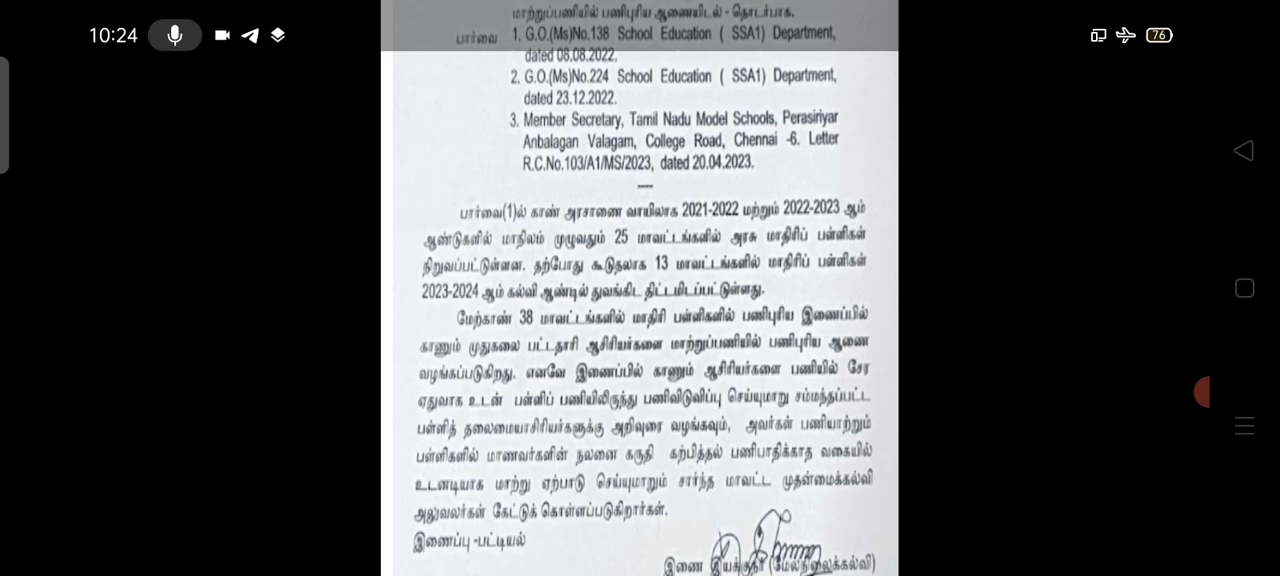 10:24
76
மாற்றுப்பணியில் பணிபுரிய ஆணையிடல் - தொடர்பாக.
பார்வை 1. G.O.(Ms)No.138 School Education ( SSA1) Department,
dated 08.08.2022.
2. G.O.(Ms)No.224 School Education ( SSA1) Department,
dated 23.12.2022.
3. Member Secretary, Tamil Nadu Model Schools, Perasiriyar
Anbalagan Valagam, College Road, Chennai -6. Letter
R.C.No.103/A1/MS/2023, dated 20.04.2023.
பார்வை(1)ல் காண் அரசாணை வாயிலாக 2021-2022 மற்றும் 2022-2023 ஆம்
ஆண்டுகளில் மாநிலம் முழுவதும் 25 மாவட்டங்களில் அரசு மாதிரிப் பள்ளிகள்
நிறுவப்பட்டுள்ளன. தற்போது கூடுதலாக 13 மாவட்டங்களில் மாதிரிப் பள்ளிகள்
2023-2024 ஆம் கல்வி ஆண்டில் துவங்கிட திட்டமிடப்பட்டுள்ளது.
மேற்காண் 38 மாவட்டங்களில் மாதிரி பள்ளிகளில் பணிபுரிய இணைப்பில்
காணும் முதுகலை பட்டதாரி ஆசிரியர்களை மாற்றுப்பணியில் பணிபுரிய ஆணை
வழங்கப்படுகிறது. எனவே இணைப்பில் காணும் ஆசிரியர்களை பணியில் சேர
ஏதுவாக உடன் பள்ளிப் பணியிலிருந்து பணிவிடுவிப்பு செய்யுமாறு சம்மந்தப்பட்ட
பள்ளித் தலைமையாசிரியர்களுக்கு அறிவுரை வழங்கவும், அவர்கள் பணியாற்றும்
பள்ளிகளில் மாணவர்களின் நலனை கருதி கற்பித்தல் பணிபாதிக்காத வகையில்
உடனடியாக மாற்று ஏற்பாடு செய்யுமாறும் சார்ந்த மாவட்ட முதன்மைக்கல்வி
அலுவலர்கள் கேட்டுக் கொள்ளப்படுகிறார்கள்.
இணைப்பு -பட்டியல்
இணை இயக்குநர் (மேல்நிலைக்கல்வி)